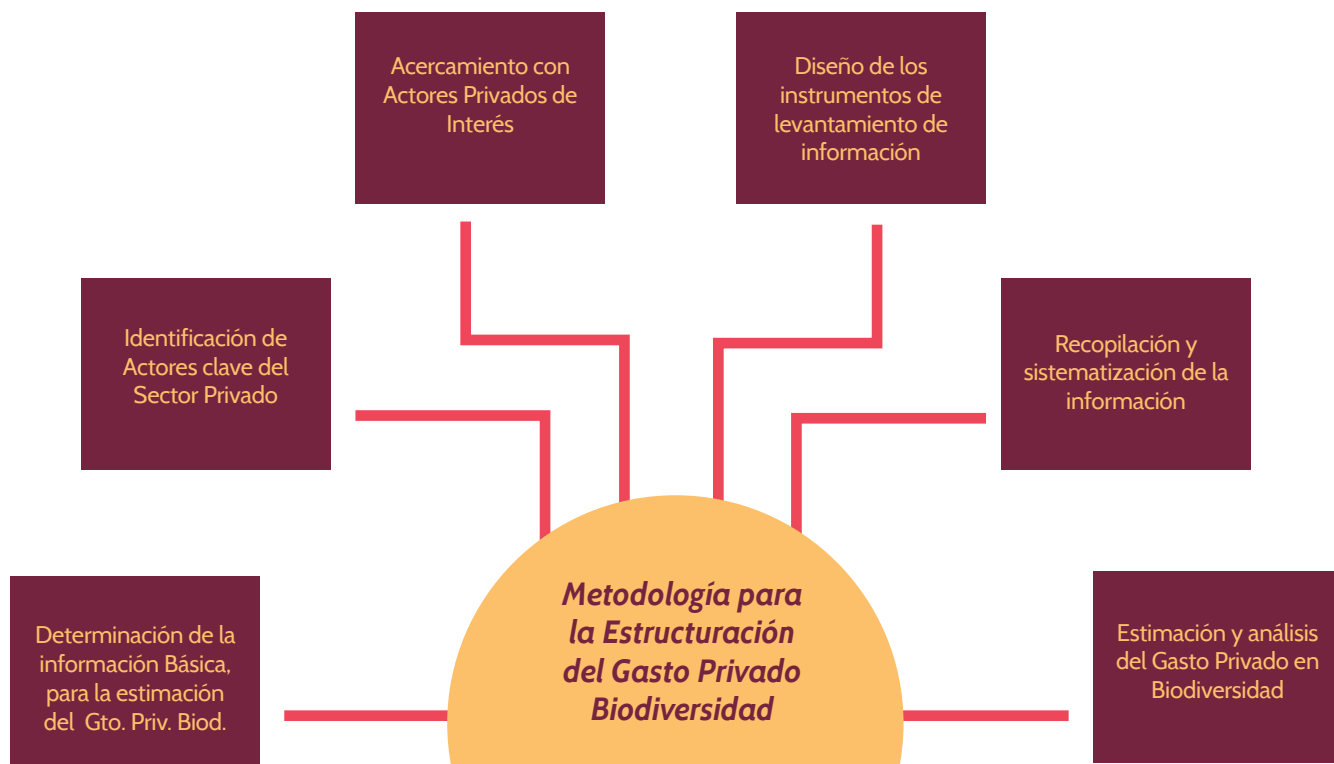 Acercamiento con
Actores Privados de
Interés
Diseño de los
instrumentos de
levantamiento de
información
Identificación de
Actores clave del
Sector Privado
Recopilación y
sistematización de la
información
Metodología para
la Estructuración
del Gasto Privado
Biodiversidad
Determinación de la
información Básica,
para la estimación
del Gto. Priv. Biod.
Estimación y análisis
del Gasto Privado en
Biodiversidad